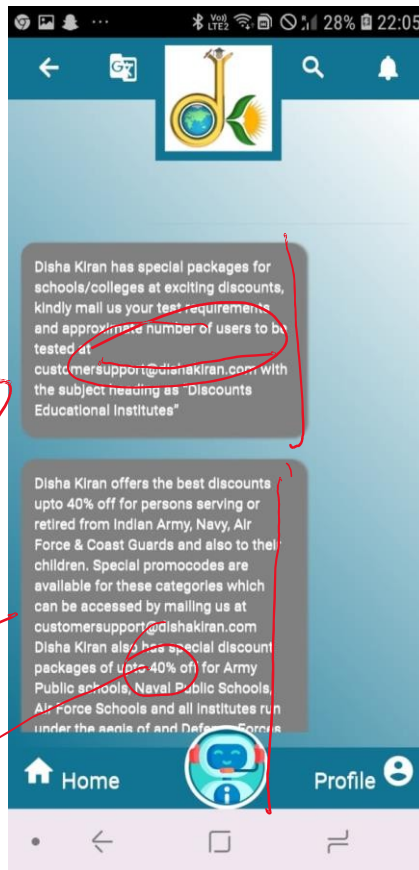 Voo)
LTE2
28%
22:05
G
dk
Disha Kiran has special packages for
schools/colleges at exciting discounts,
kindly mail us your test requirements
and approximate number of users to be
tested at
customersupport@dishakiran.com with
the subject heading as "Discounts
Educational Institutes"
Disha Kiran offers the best discounts
upto 40% off for persons serving or
retired from Indian Army, Navy, Air
Force & Coast Guards and also to their
children. Special promocodes are
available for these categories which
can be accessed by mailing us at
customersupport@dishakiran.com
Disha Kiran also has special discount
packages of upto 40% off for Army
Public schools, Naval Public Schools,
Air Force Schools and all Institutes run
under the aegis of and Defence Forces
Home
Profile